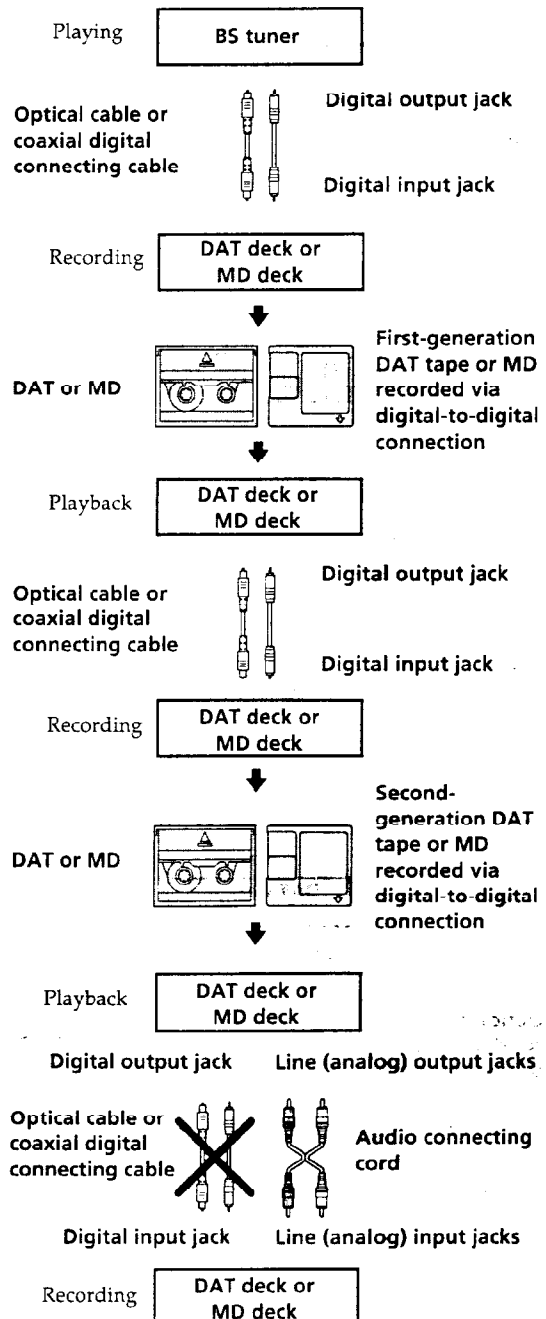 Playing
BS tuner
Optical cable or
coaxial digital
connecting cable
Digital output jack
Digital input jack
Recording
DAT deck or
MD deck
DAT or MD
First-generation
DAT tape or MD
recorded via
digital-to-digital
connection
Playback
DAT deck or
MD deck
Optical cable or
coaxial digital
connecting cable
Digital output jack
Digital input jack
Recording
DAT deck or
MD deck
DAT or MD
Second-
generation DAT
tape or MD
recorded via
digital-to-digital
connection
Playback
DAT deck or
MD deck
Digital output jack
Line (analog) output jacks
Optical cable or
coaxial digital
connecting cable
Audio connecting
cord
Digital input jack
Line (analog) input jacks
Recording
DAT deck or
MD deck